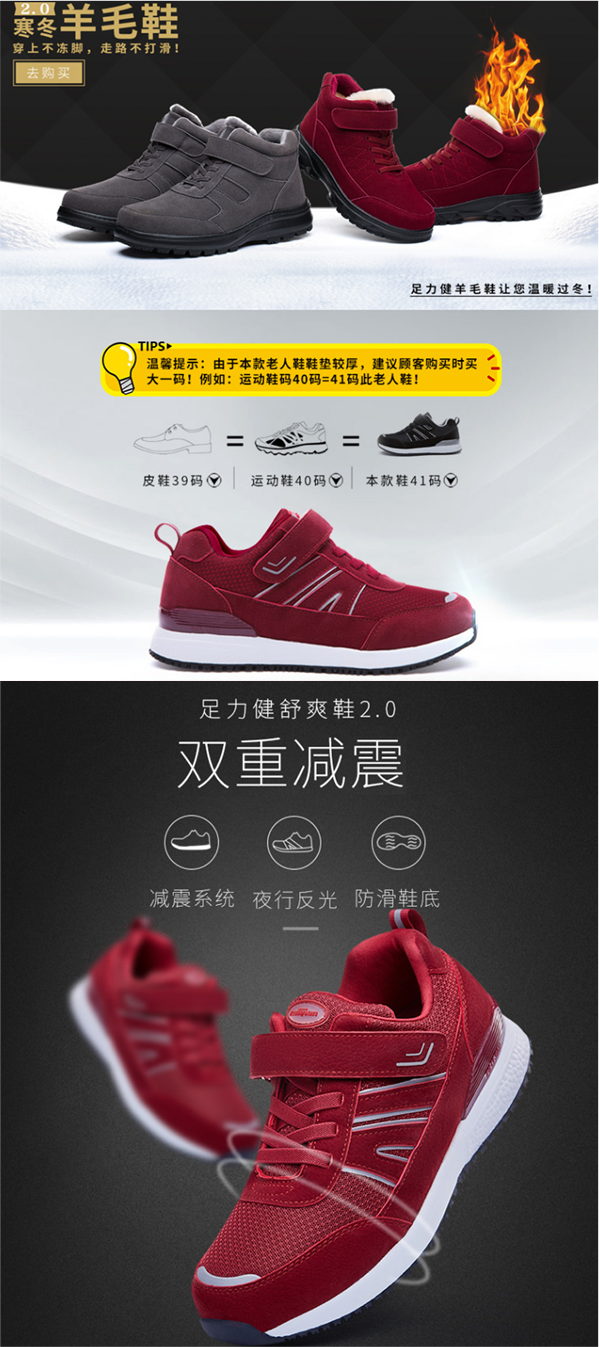 2.0
寒冬羊毛鞋
穿上不冻脚，走路不打滑！
去购买
足力健羊毛鞋让您温暖过冬！
TIPS
温馨提示：由于本款老人鞋鞋垫较厚，建议顾客购买时买
大一码！例如：运动鞋码40码=41码此老人鞋！
= =
皮鞋39码 运动鞋40码 本款鞋41码
足力健舒爽鞋2.0
双重减震
减震系统 夜行反光 防滑鞋底